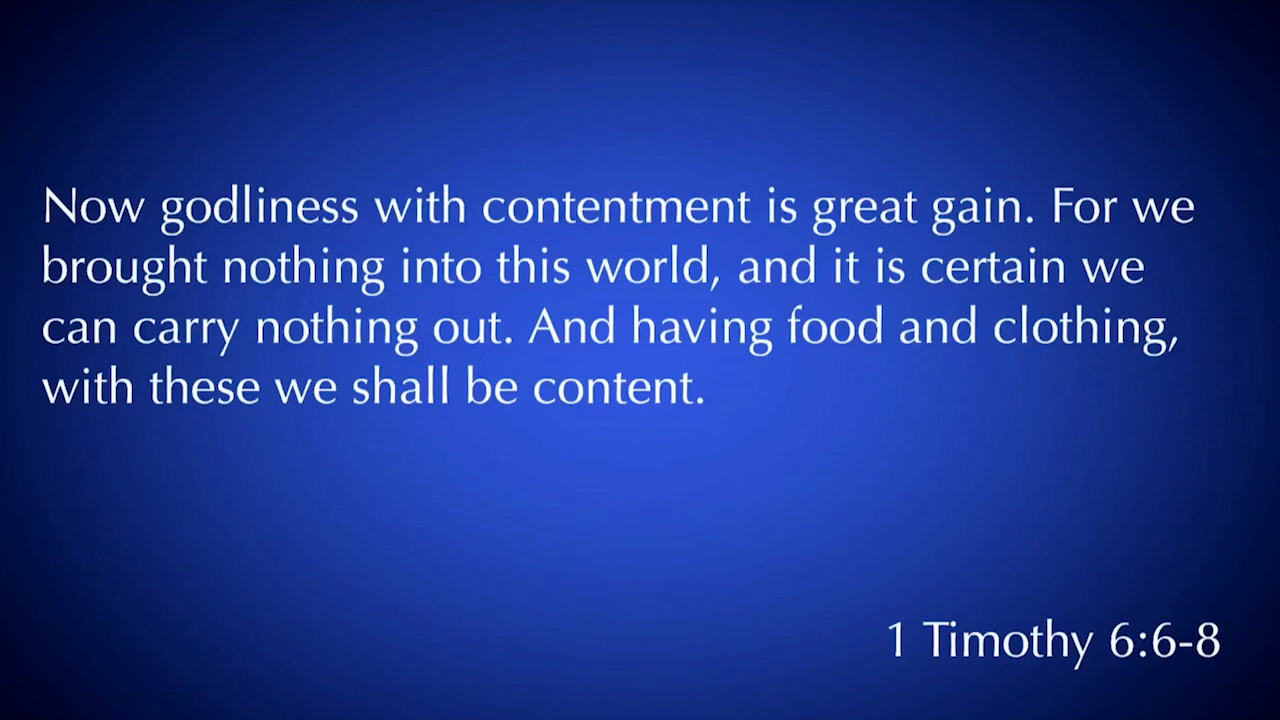 Now godliness with contentment is great gain. For we
brought nothing into this world, and it is certain we
can carry nothing out. And having food and clothing,
with these we shall be content.
1 Timothy 6:6-8